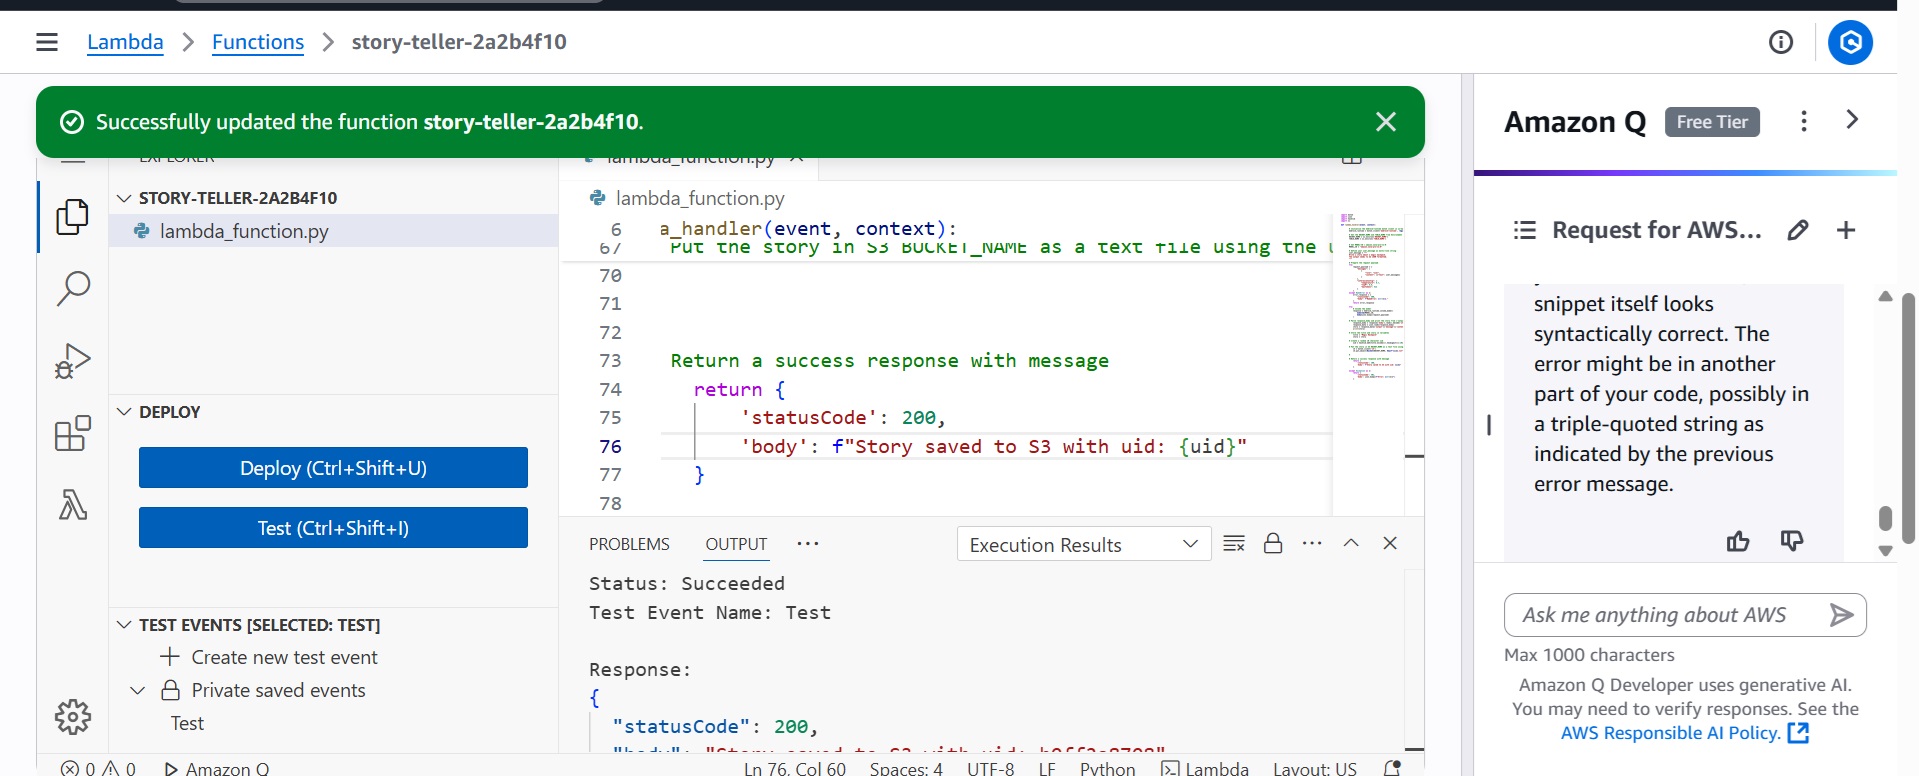 Lambda > Functions > story-teller-2a2b4f10
Successfully updated the function story-teller-2a2b4f10.
EXPLORER
STORY-TELLER-2A2B4F10
lambda_function.py
DEPLOY
Deploy (Ctrl+Shift+U)
Test (Ctrl+Shift+I)
TEST EVENTS [SELECTED: TEST]
Create new test event
Private saved events
Test
lambda_function.py
lambda_function.py
6 a_handler(event, context):
67 Put the story in S3 BUCKET_NAME as a text file using the
70
71
72
73 Return a success response with message
74 return {
75 'statusCode': 200,
76 'body': f"Story saved to S3 with uid: {uid}"
77 }
78
PROBLEMS OUTPUT ... Execution Results
Status: Succeeded
Test Event Name: Test
Response:
{
"statusCode": 200,
"body": "Story saved to S3 with uid:
0 0 Amazon Q Ln 76, Col 60 Spaces: 4 UTF-8 LF Python Lambda Layout: US
Amazon Q Free Tier
Request for AWS...
snippet itself looks
syntactically correct. The
error might be in another
part of your code, possibly in
a triple-quoted string as
indicated by the previous
error message.
Ask me anything about AWS
Max 1000 characters
Amazon Q Developer uses generative AI.
You may need to verify responses. See the
AWS Responsible AI Policy.